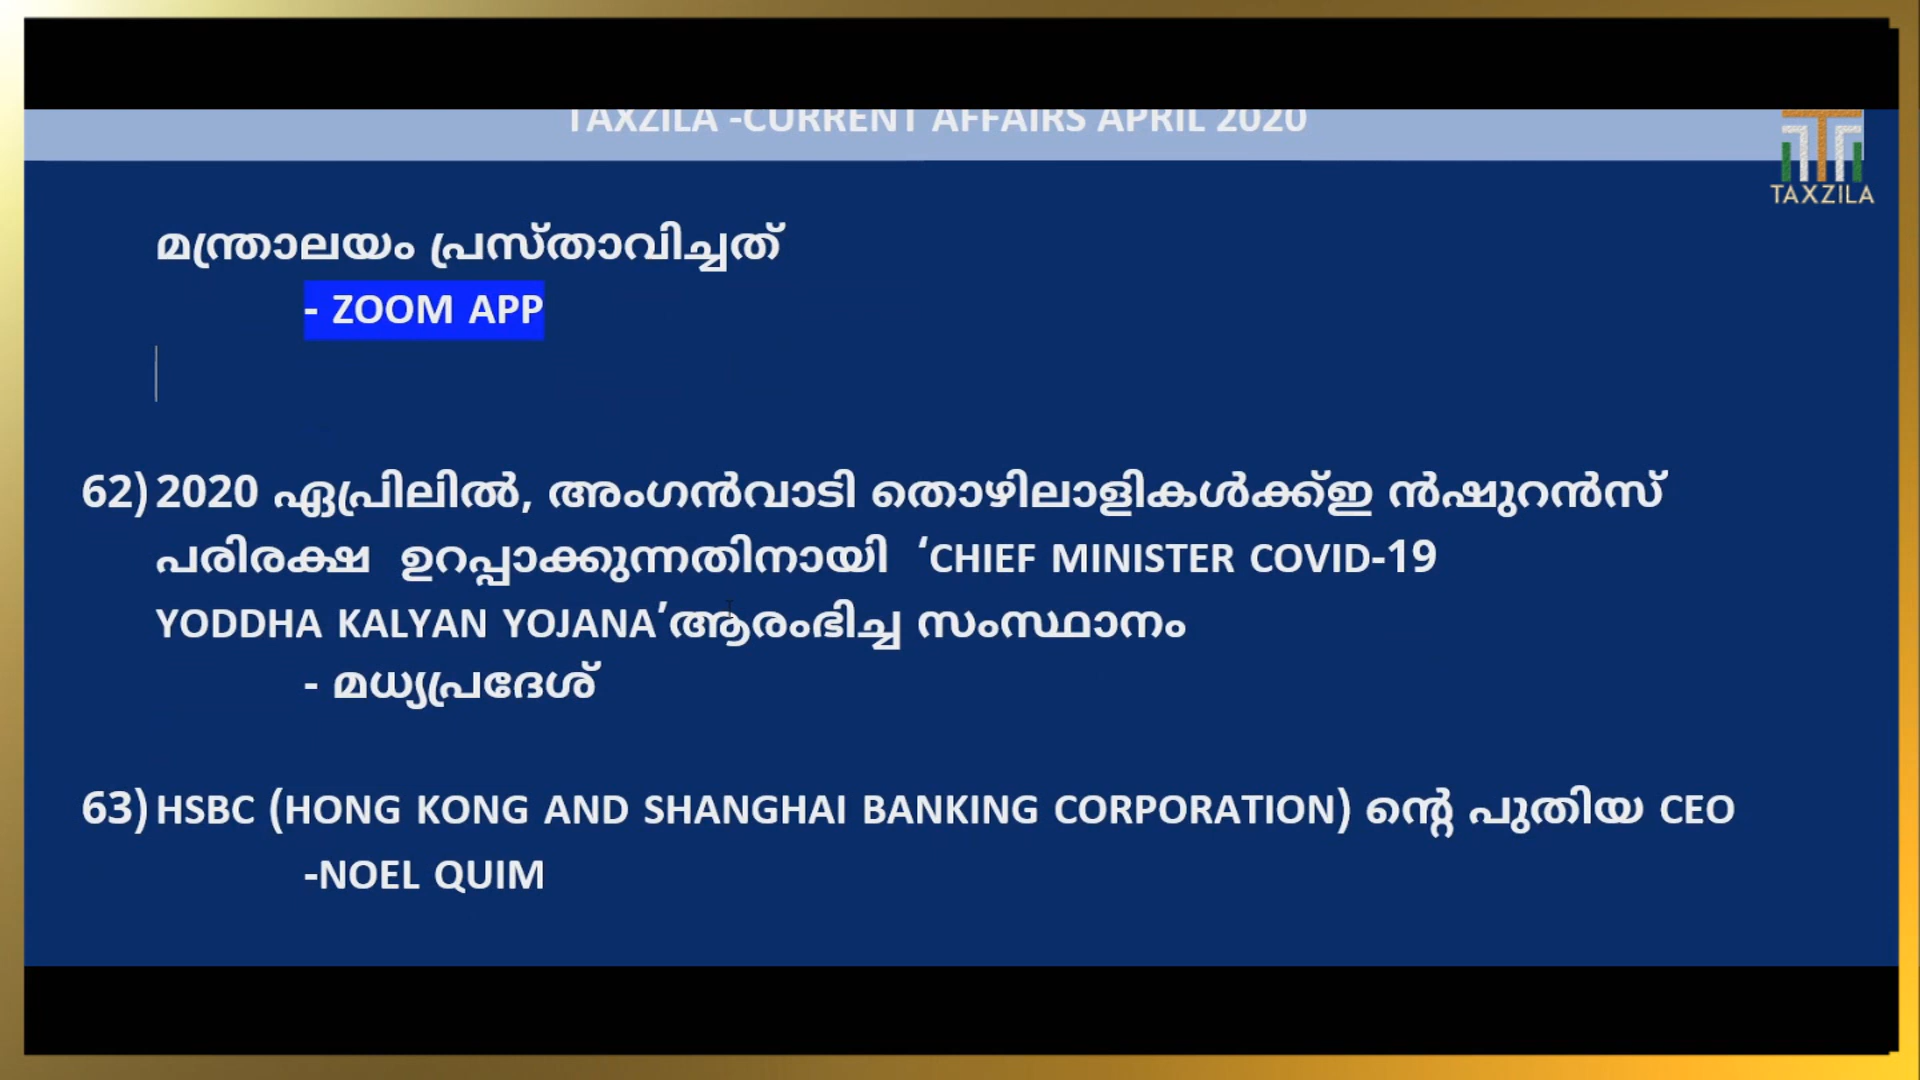 TAXZILA -CURRENT AFFAIRS APRIL 2020
TAXZILA
മന്ത്രാലയം പ്രസ്താവിച്ചത്
- ZOOM APP
62) 2020 ഏപ്രിലിൽ, അംഗൻവാടി തൊഴിലാളികൾക്ക്ഇ ൻഷുറൻസ്
പരിരക്ഷ ഉറപ്പാക്കുന്നതിനായി ‘CHIEF MINISTER COVID-19
YODDHA KALYAN YOJANA’ആരംഭിച്ച സംസ്ഥാനം
- മധ്യപ്രദേശ്
63) HSBC (HONG KONG AND SHANGHAI BANKING CORPORATION) ന്റെ പുതിയ CEO
-NOEL QUIM